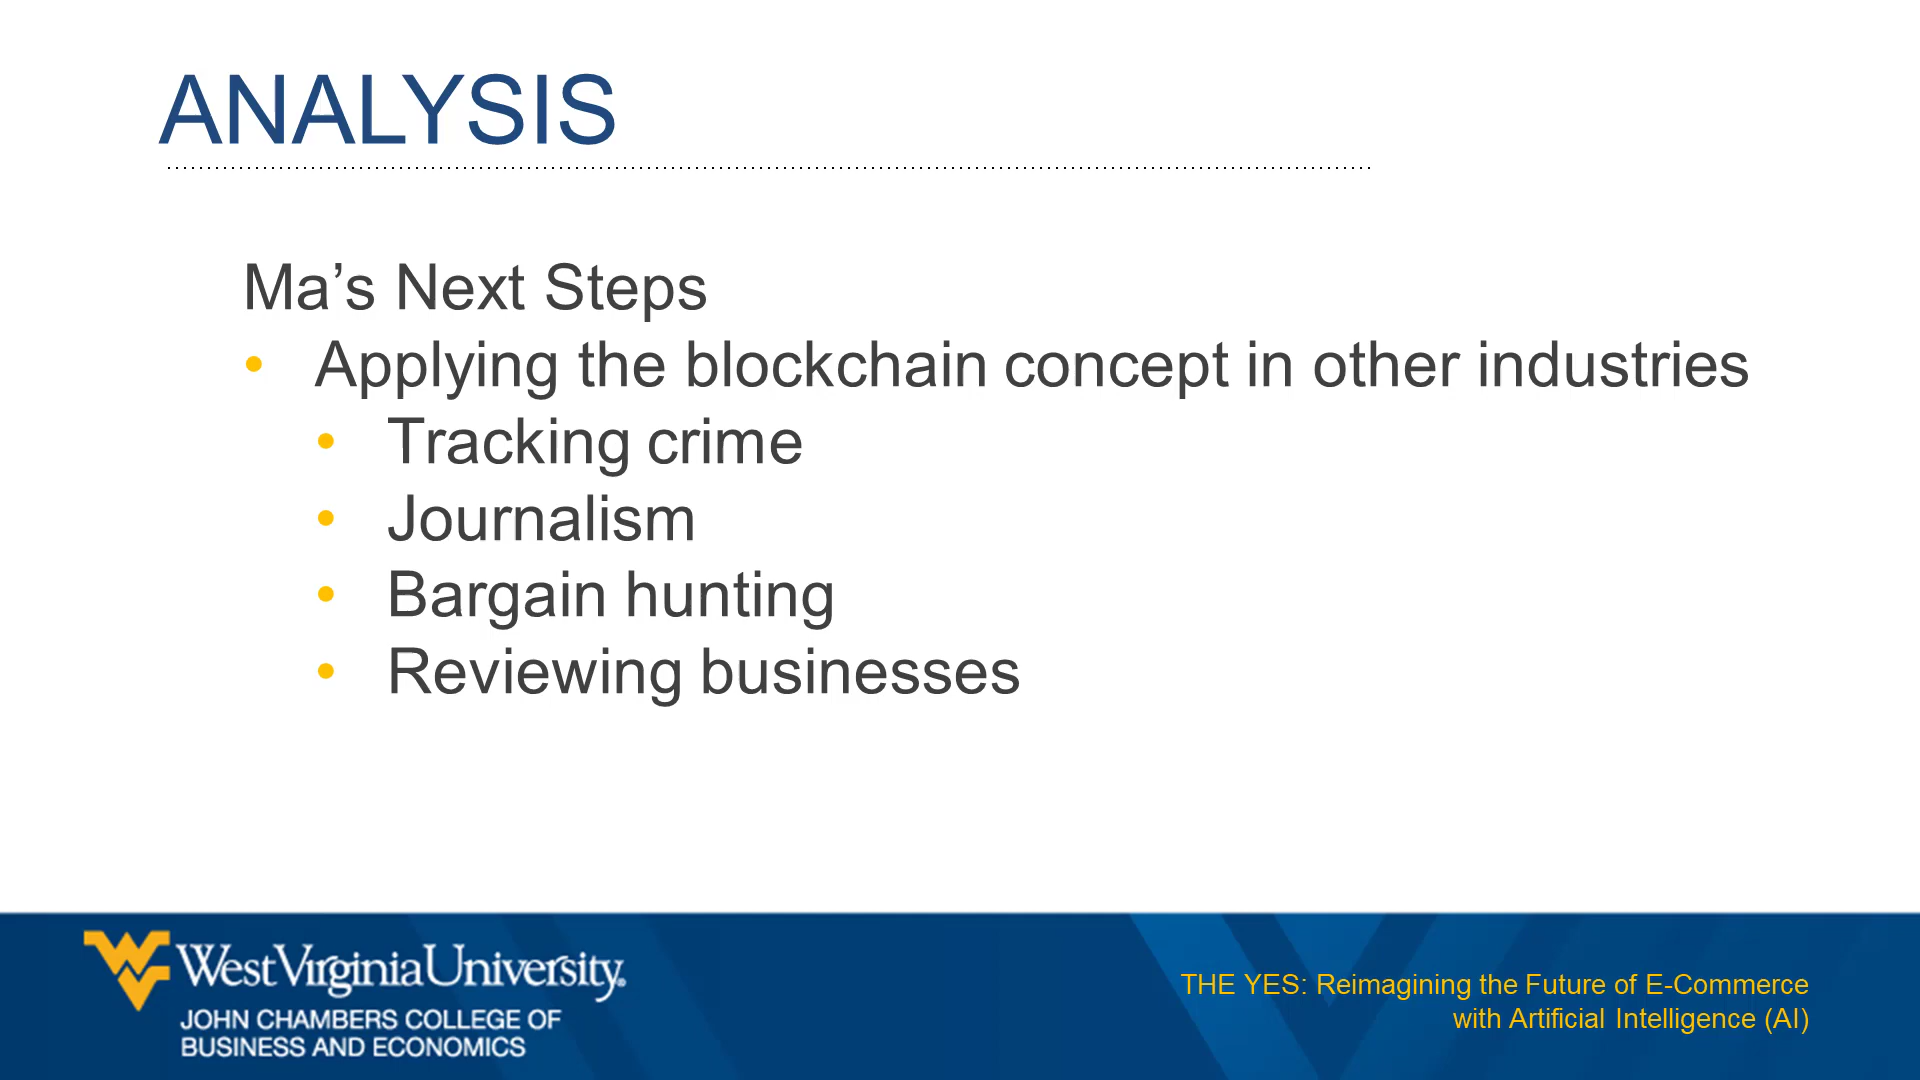 ANALYSIS
Ma’s Next Steps
• Applying the blockchain concept in other industries
• Tracking crime
• Journalism
• Bargain hunting
• Reviewing businesses
WestVirginiaUniversity®
JOHN CHAMBERS COLLEGE OF
BUSINESS AND ECONOMICS
THE YES: Reimagining the Future of E-Commerce
with Artificial Intelligence (AI)